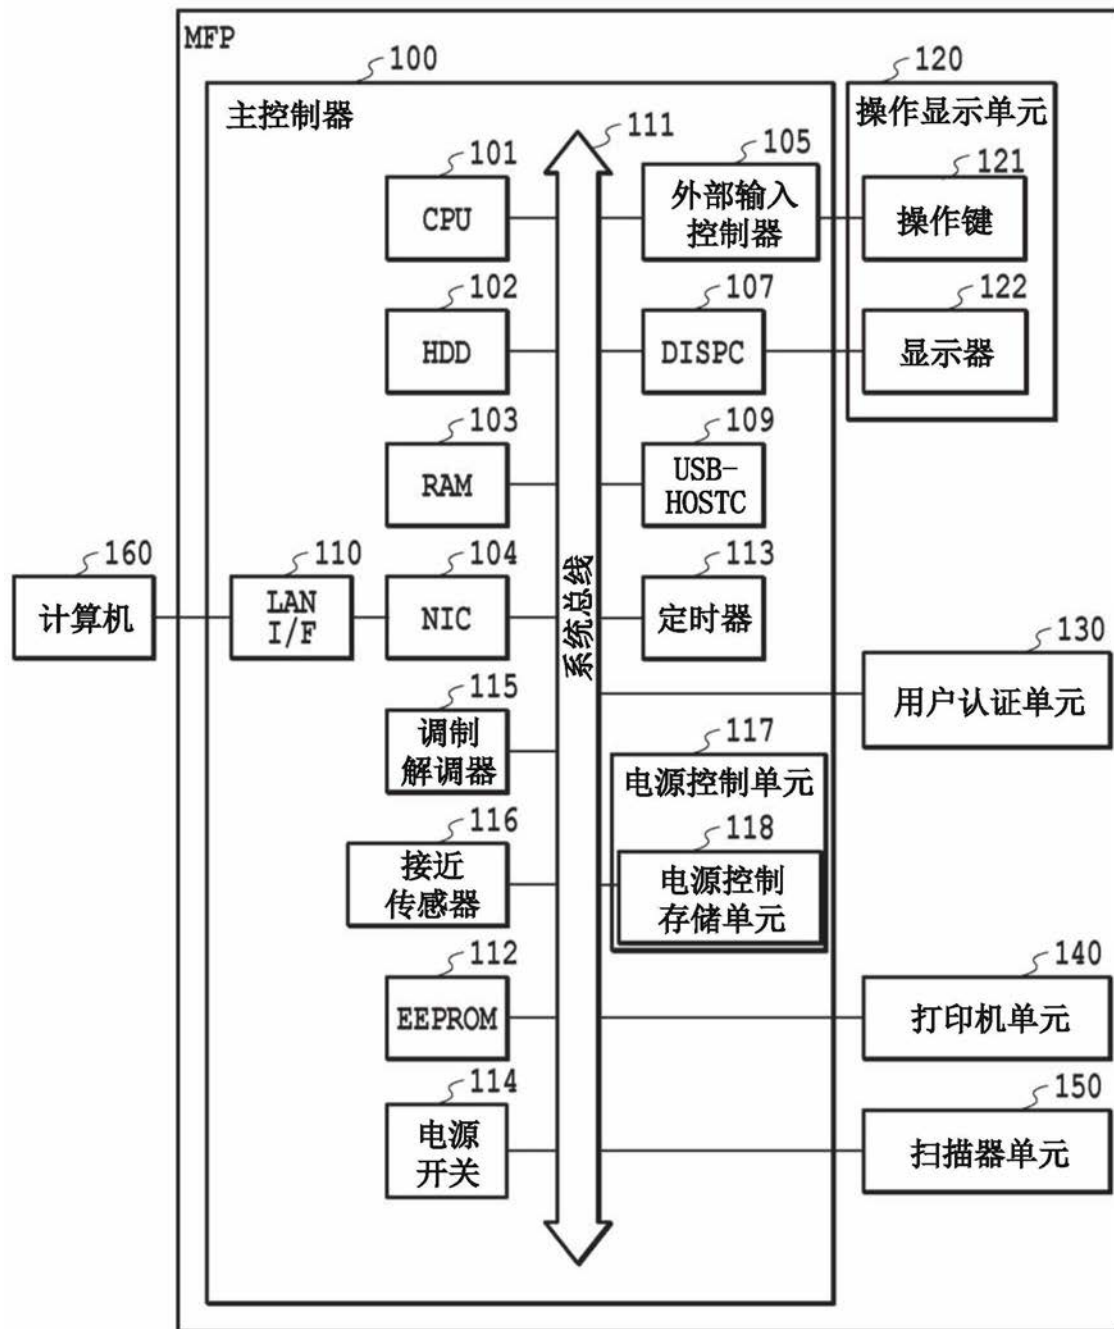 MFP
100
主控制器
120
操作显示单元
111
101
CPU
105
外部输入
控制器
121
操作键
102
HDD
107
DISPC
122
显示器
103
RAM
109
USB-
HOSTC
160
计算机
110
LAN
I/F
104
NIC
系统总线
113
定时器
130
用户认证单元
115
调制
解调器
117
电源控制单元
116
接近
传感器
118
电源控制
存储单元
112
EEPROM
140
打印机单元
114
电源
开关
150
扫描器单元